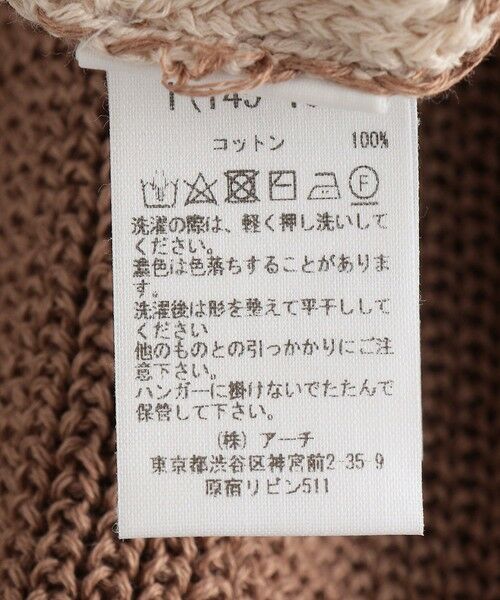 コットン 100%
F
洗濯の際は、軽く押し洗いして
ください。
濃色は色落ちすることがありま
す。
洗濯後は形を整えて平干しして
ください
他のものとの引っかかりにご注
意下さい。
ハンガーに掛けないでたたんで
保管して下さい。
(株) アーチ
東京都渋谷区神宮前2-35-9
原宿リビン511